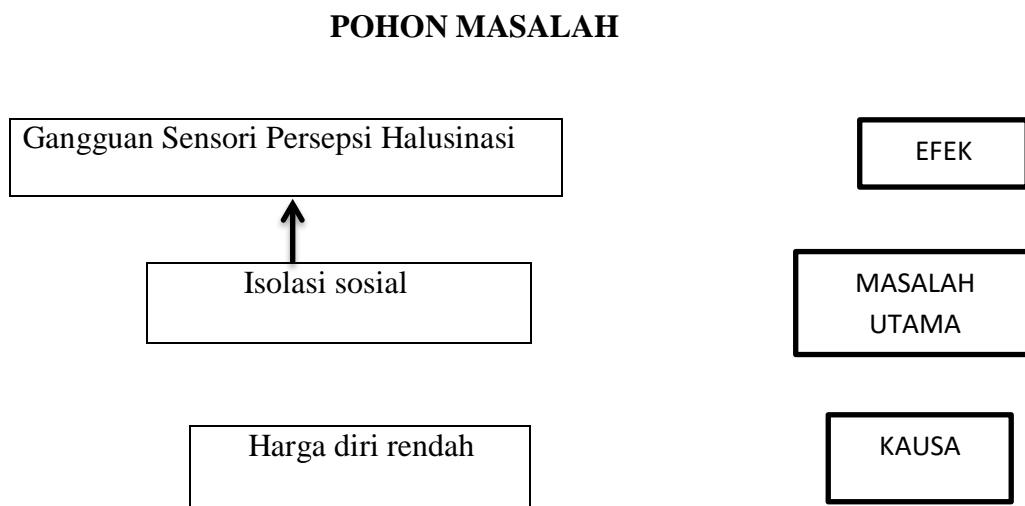 POHON MASALAH
Gangguan Sensori Persepsi Halusinasi
EFEK
Isolasi sosial
MASALAH
UTAMA
Harga diri rendah
KAUSA